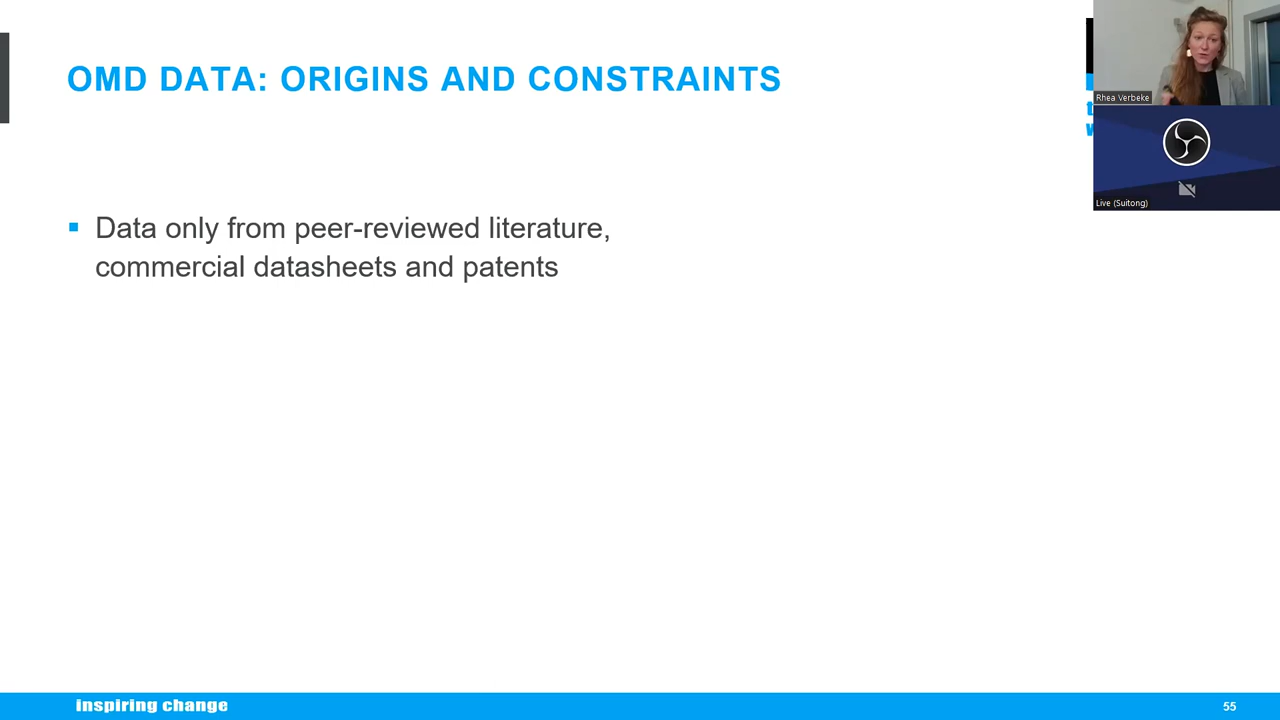 OMD DATA: ORIGINS AND CONSTRAINTS
Rhea Verbeke
Live (Suitong)
Data only from peer-reviewed literature,
commercial datasheets and patents
inspiring change
55